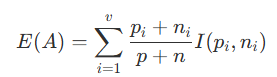 E(A) = \sum_{i=1}^{v} \frac{p_i + n_i}{p + n} I(p_i, n_i)